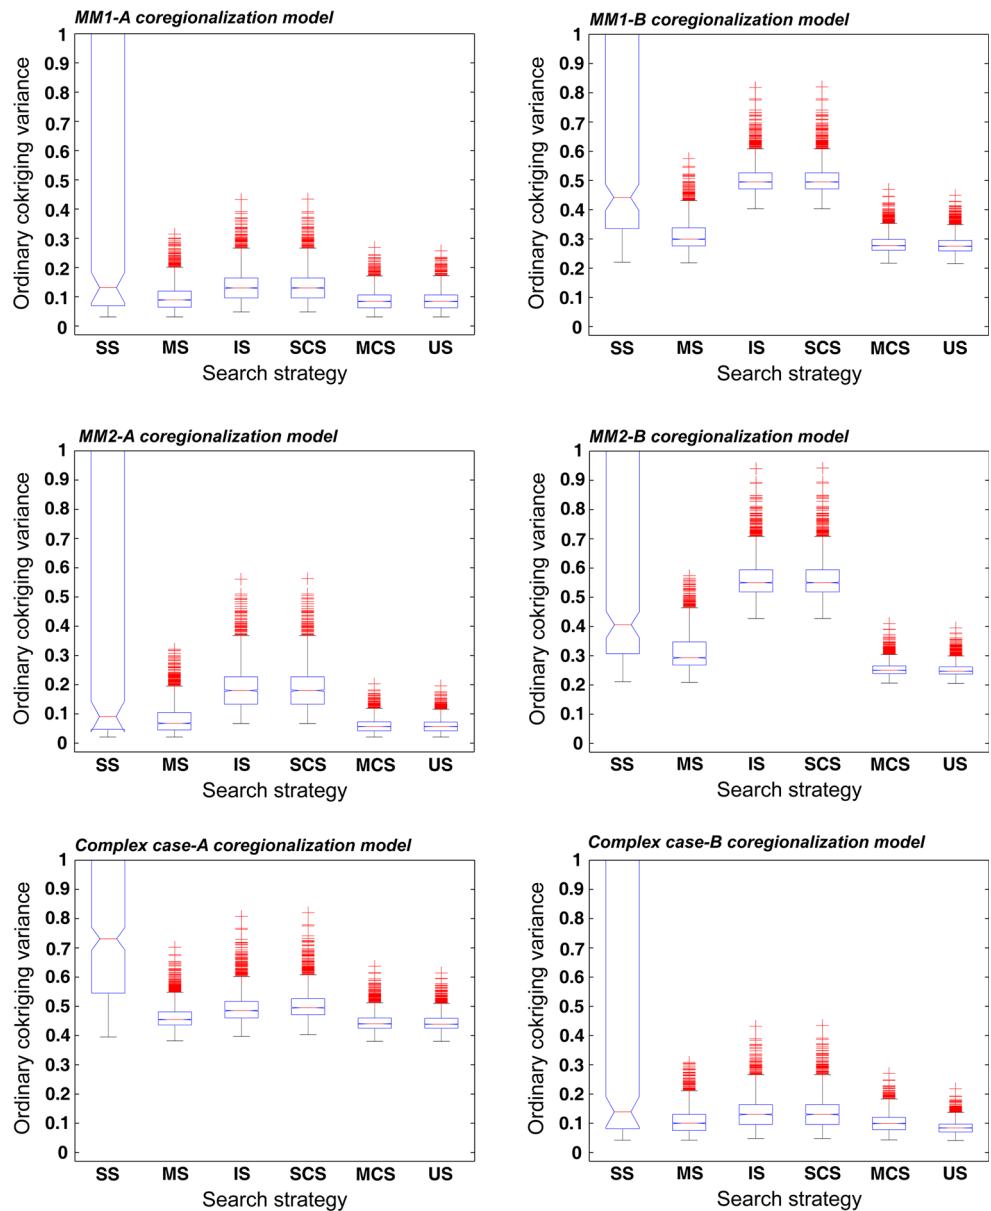 MM1-A coregionalization model
Ordinary cokriging variance
1
0.9
0.8
0.7
0.6
0.5
0.4
0.3
0.2
0.1
0
SS MS IS SCS MCS US
Search strategy
MM1-B coregionalization model
Ordinary cokriging variance
1
0.9
0.8
0.7
0.6
0.5
0.4
0.3
0.2
0.1
0
SS MS IS SCS MCS US
Search strategy
MM2-A coregionalization model
Ordinary cokriging variance
1
0.9
0.8
0.7
0.6
0.5
0.4
0.3
0.2
0.1
0
SS MS IS SCS MCS US
Search strategy
MM2-B coregionalization model
Ordinary cokriging variance
1
0.9
0.8
0.7
0.6
0.5
0.4
0.3
0.2
0.1
0
SS MS IS SCS MCS US
Search strategy
Complex case-A coregionalization model
Ordinary cokriging variance
1
0.9
0.8
0.7
0.6
0.5
0.4
0.3
0.2
0.1
0
SS MS IS SCS MCS US
Search strategy
Complex case-B coregionalization model
Ordinary cokriging variance
1
0.9
0.8
0.7
0.6
0.5
0.4
0.3
0.2
0.1
0
SS MS IS SCS MCS US
Search strategy